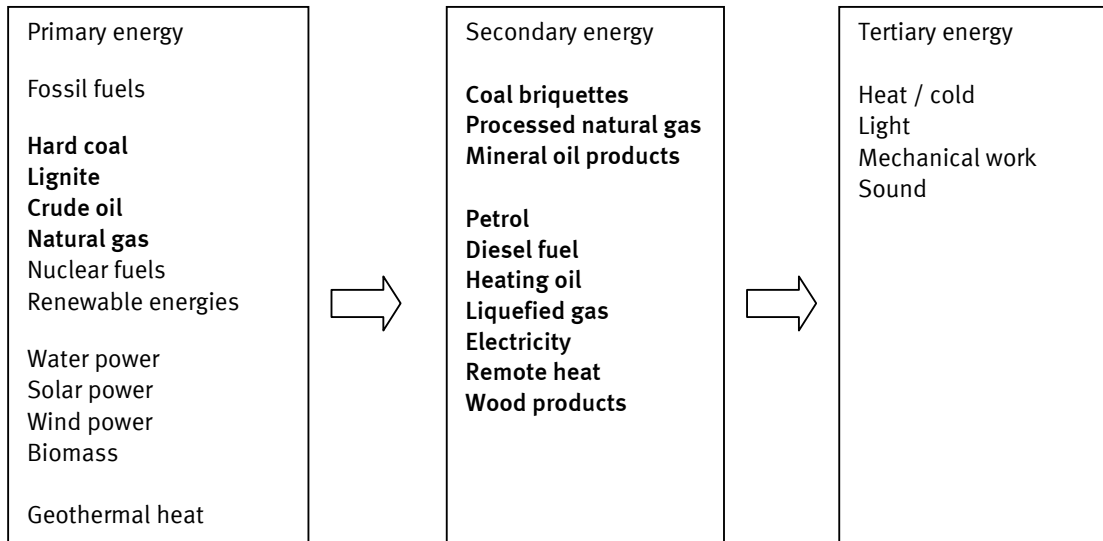 Primary energy
Fossil fuels
Hard coal
Lignite
Crude oil
Natural gas
Nuclear fuels
Renewable energies
Water power
Solar power
Wind power
Biomass
Geothermal heat
Secondary energy
Coal briquettes
Processed natural gas
Mineral oil products
Petrol
Diesel fuel
Heating oil
Liquefied gas
Electricity
Remote heat
Wood products
Tertiary energy
Heat / cold
Light
Mechanical work
Sound